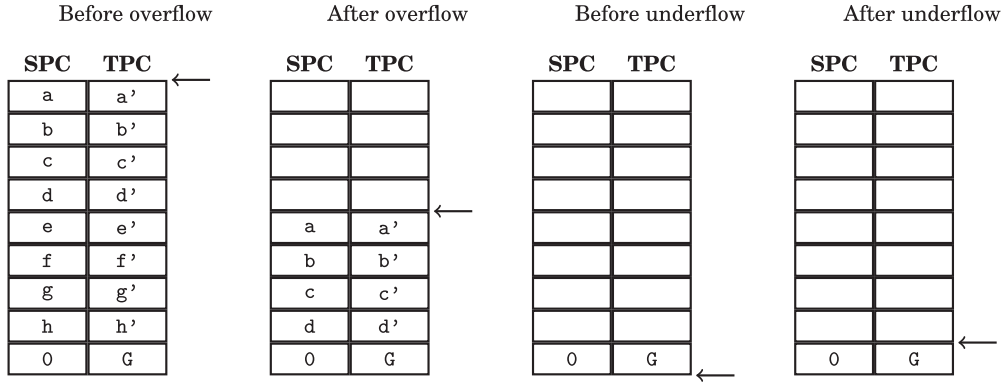 Before overflow After overflow Before underflow After underflow
SPC TPC SPC TPC SPC TPC SPC TPC
a a'
b b'
c c'
d d'
e e' a a'
f f' b b'
g g' c c'
h h' d d'
0 G 0 G 0 G 0 G